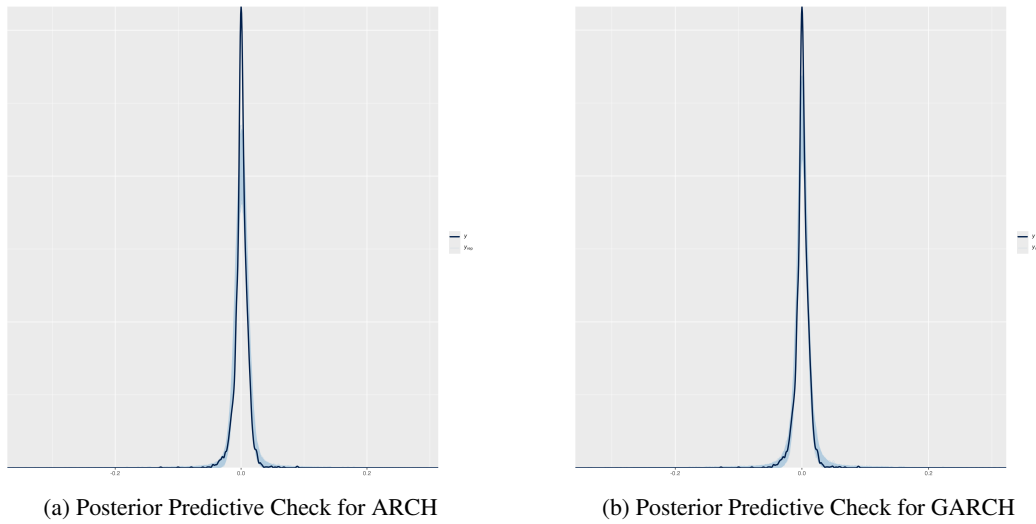 y
y rep
-0.2 0.0 0.2
(a) Posterior Predictive Check for ARCH
y
-0.2 0.0 0.2
(b) Posterior Predictive Check for GARCH